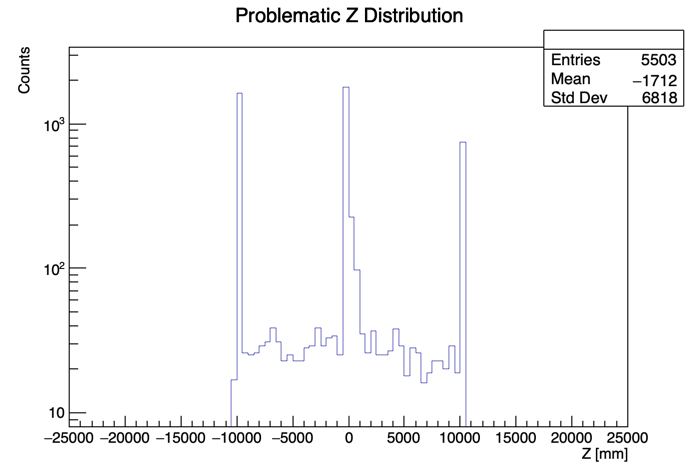 Problematic Z Distribution
Entries 5503
Mean −1712
Std Dev 6818
Counts
10³
10²
10
−25000 −20000 −15000 −10000 −5000 0 5000 10000 15000 20000 25000
Z [mm]